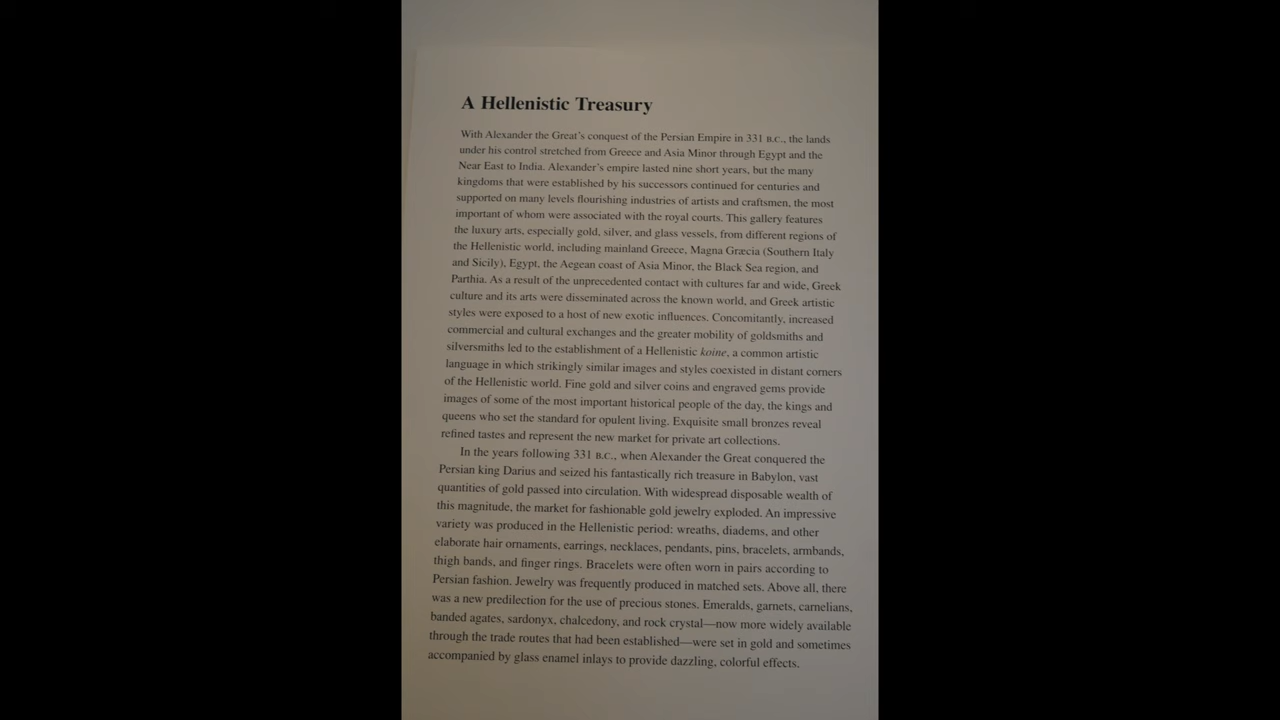 A Hellenistic Treasury
With Alexander the Great's conquest of the Persian Empire in 331 B.C., the lands
under his control stretched from Greece and Asia Minor through Egypt and the
Near East to India. Alexander's empire lasted nine short years, but the many
kingdoms that were established by his successors continued for centuries and
supported on many levels flourishing industries of artists and craftsmen, the most
important of whom were associated with the royal courts. This gallery features
the luxury arts, especially gold, silver, and glass vessels, from different regions of
the Hellenistic world, including mainland Greece, Magna Græcia (Southern Italy
and Sicily), Egypt, the Aegean coast of Asia Minor, the Black Sea region, and
Parthia. As a result of the unprecedented contact with cultures far and wide, Greek
culture and its arts were disseminated across the known world, and Greek artistic
styles were exposed to a host of new exotic influences. Concomitantly, increased
commercial and cultural exchanges and the greater mobility of goldsmiths and
silversmiths led to the establishment of a Hellenistic koine, a common artistic
language in which strikingly similar images and styles coexisted in distant corners
of the Hellenistic world. Fine gold and silver coins and engraved gems provide
images of some of the most important historical people of the day, the kings and
queens who set the standard for opulent living. Exquisite small bronzes reveal
refined tastes and represent the new market for private art collections.
In the years following 331 B.C., when Alexander the Great conquered the
Persian king Darius and seized his fantastically rich treasure in Babylon, vast
quantities of gold passed into circulation. With widespread disposable wealth of
this magnitude, the market for fashionable gold jewelry exploded. An impressive
variety was produced in the Hellenistic period: wreaths, diadems, and other
elaborate hair ornaments, earrings, necklaces, pendants, pins, bracelets, armbands,
thigh bands, and finger rings. Bracelets were often worn in pairs according to
Persian fashion. Jewelry was frequently produced in matched sets. Above all, there
was a new predilection for the use of precious stones. Emeralds, garnets, carnelians,
banded agates, sardonyx, chalcedony, and rock crystal—now more widely available
through the trade routes that had been established—were set in gold and sometimes
accompanied by glass enamel inlays to provide dazzling, colorful effects.